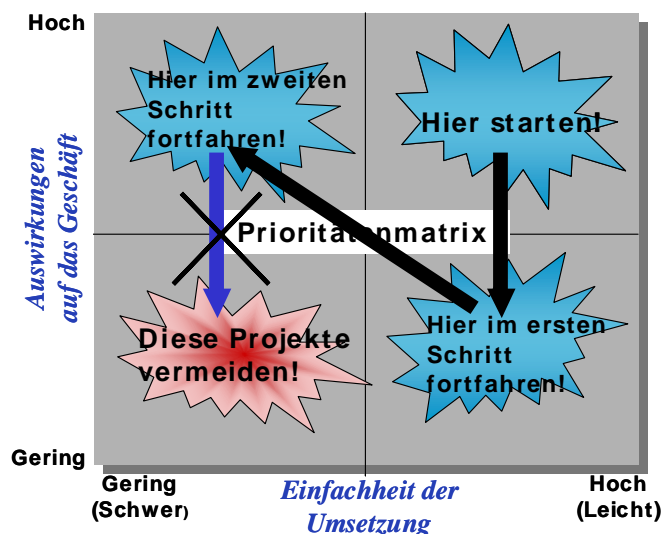 Hoch
Hier im zweiten
Schritt
fortfahren!
Hier starten!
Auswirkungen
auf das Geschäft
Prioritätenmatrix
Diese Projekte
vermeiden!
Hier im ersten
Schritt
fortfahren!
Gering
Gering
(Schwer)
Einfachheit der
Umsetzung
Hoch
(Leicht)